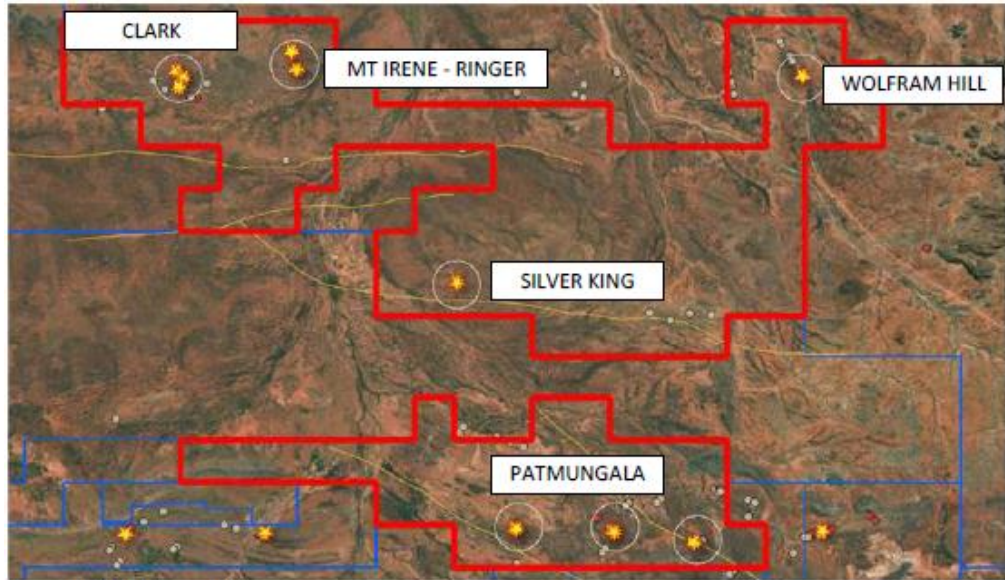 CLARK
MT IRENE - RINGER
WOLFRAM HILL
SILVER KING
PATMUNGALA